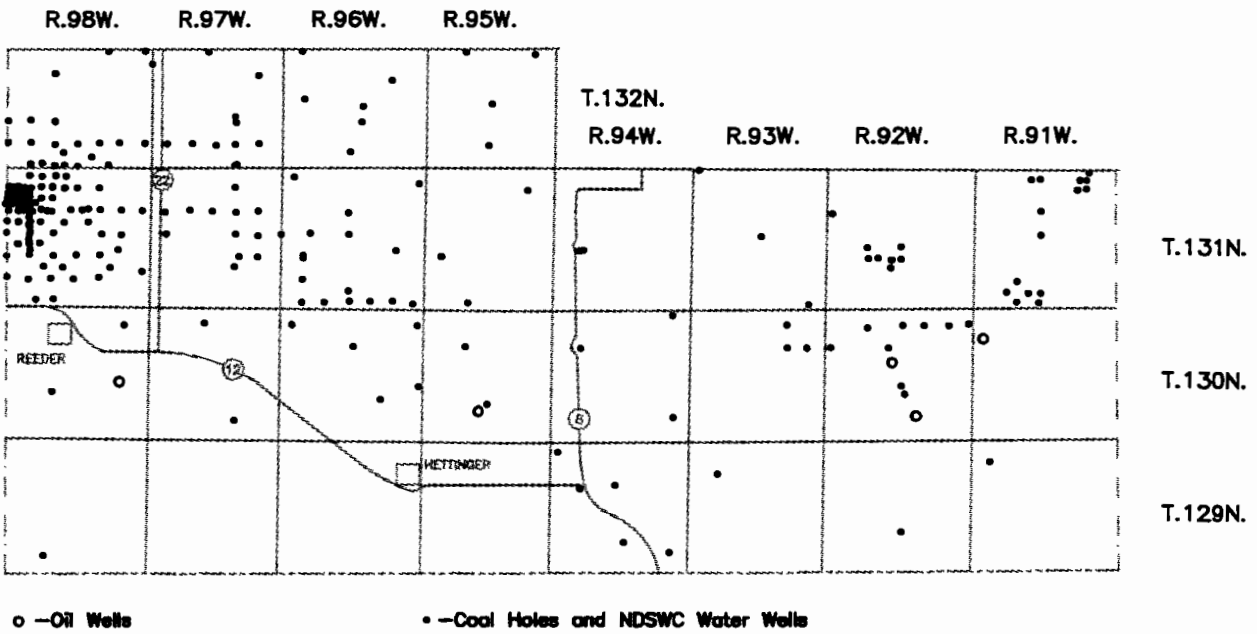 R.98W. R.97W. R.96W. R.95W.
T.132N.
R.94W. R.93W. R.92W. R.91W.
22
T.131N.
REEDER
12
T.130N.
8
HETTINGER
T.129N.
o -Oil Wells • -Coal Holes and NDSWC Water Wells